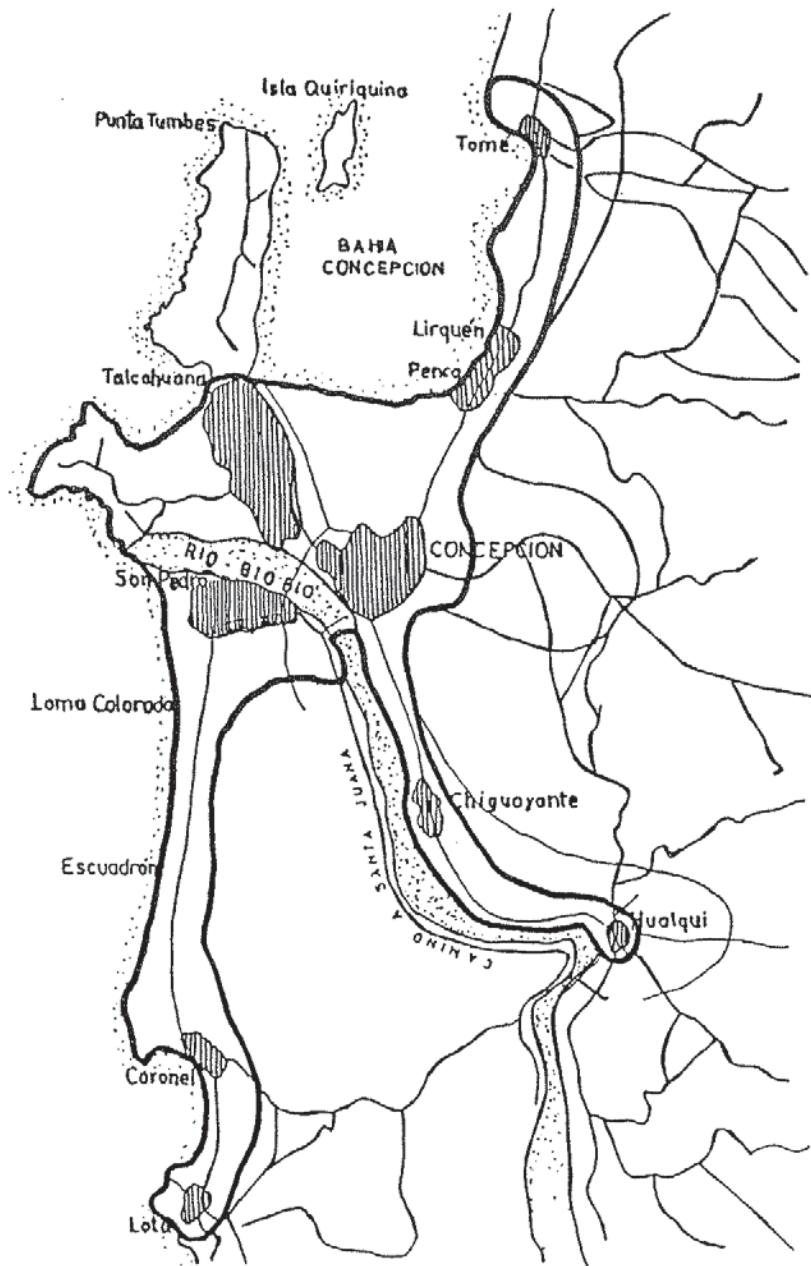 Isla Quiriquina
Punta Tumbes
Tome.
BAHIA
CONCEPCION
Lirquen
Penco
Talcahuano
CONCEPCION
RIO - BIO BIO
San Pedro
Loma Colorada
Chiguayante
CAMINO A SANTA JUANA
Escuadron
Hualqui
Coronel
Lota